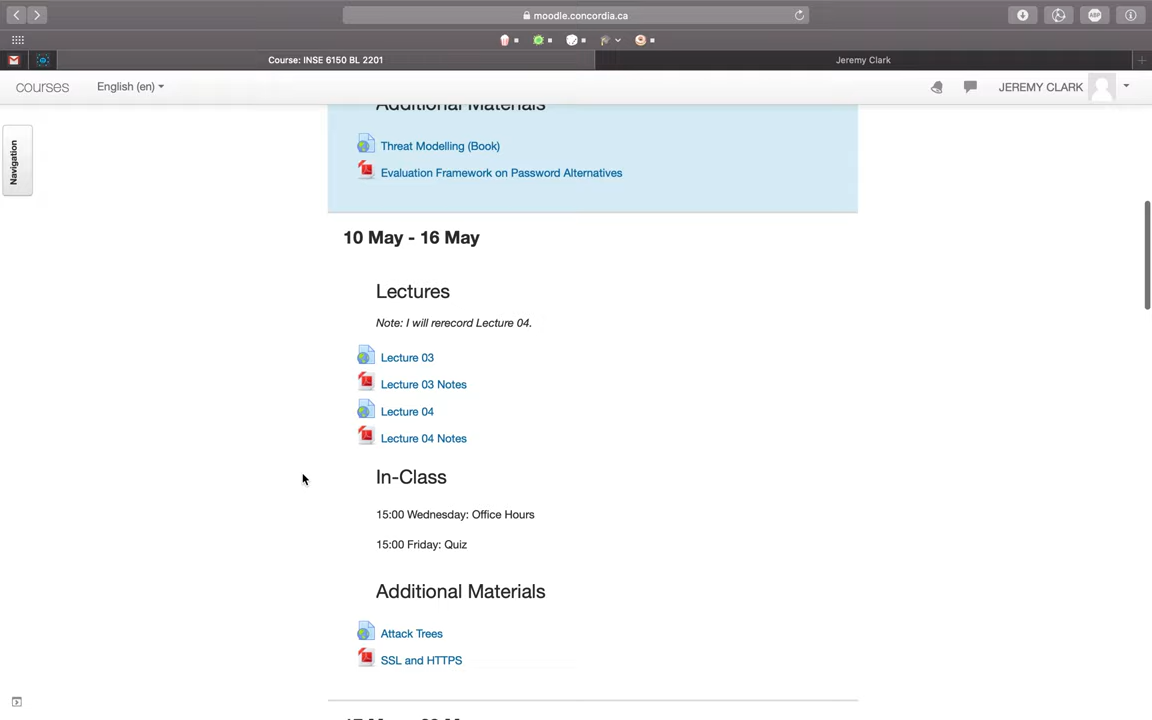 moodle.concordia.ca
ABP
Course: INSE 6150 BL 2201
Jeremy Clark
courses
English (en)
JEREMY CLARK
Navigation
Additional Materials
Threat Modelling (Book)
Evaluation Framework on Password Alternatives
10 May - 16 May
Lectures
Note: I will rerecord Lecture 04.
Lecture 03
Lecture 03 Notes
Lecture 04
Lecture 04 Notes
In-Class
15:00 Wednesday: Office Hours
15:00 Friday: Quiz
Additional Materials
Attack Trees
SSL and HTTPS